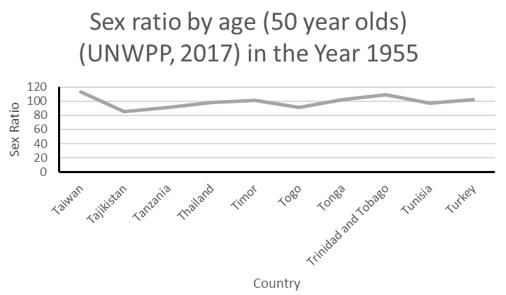 Sex ratio by age (50 year olds)
(UNWPP, 2017) in the Year 1955
Sex Ratio
120
100
80
60
40
20
0
Taiwan
Tajikistan
Tanzania
Thailand
Timor
Togo
Tonga
Trinidad and Tobago
Tunisia
Turkey
Country